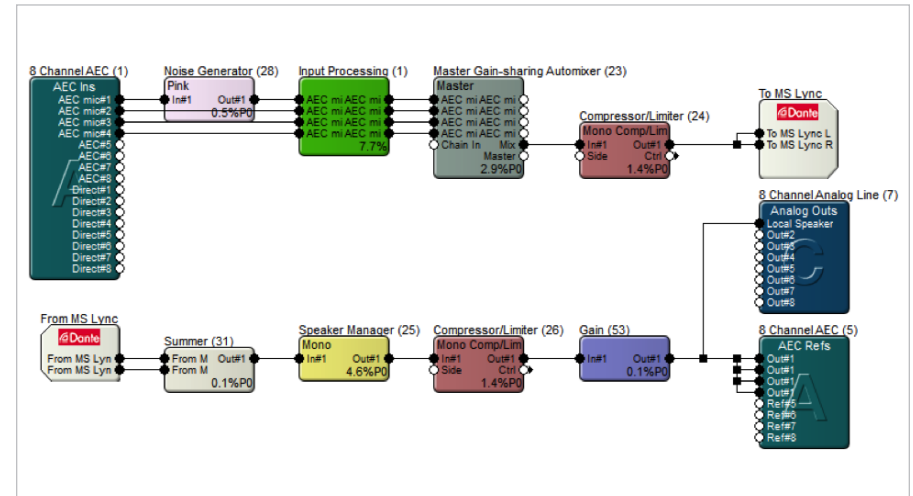 8 Channel AEC (1)
AEC Ins
AEC mic#1
AEC mic#2
AEC mic#3
AEC mic#4
AEC#5
AEC#6
AEC#7
AEC#8
Direct#1
Direct#2
Direct#3
Direct#4
Direct#5
Direct#6
Direct#7
Direct#8
A
Noise Generator (28)
Pink
In#1 Out#1
0.5%P0
Input Processing (1)
AEC mi AEC mi
AEC mi AEC mi
AEC mi AEC mi
AEC mi AEC mi
7.7%
Master Gain-sharing Automixer (23)
Master
AEC mi AEC mi
AEC mi AEC mi
AEC mi AEC mi
AEC mi AEC mi
Chain In Mix
Master
2.9%P0
Compressor/Limiter (24)
Mono Comp/Lim
In#1 Out#1
Side Ctrl
1.4%P0
To MS Lync
Dante
To MS Lync L
To MS Lync R
8 Channel Analog Line (7)
Analog Outs
Local Speaker
Out#2
Out#3
Out#4
Out#5
Out#6
Out#7
Out#8
C
From MS Lync
Dante
From MS Lyn
From MS Lyn
Summer (31)
From M Out#1
From M
0.1%P0
Speaker Manager (25)
Mono
In#1 Out#1
4.6%P0
Compressor/Limiter (26)
Mono Comp/Lim
In#1 Out#1
Side Ctrl
1.4%P0
Gain (53)
In#1 Out#1
0.1%P0
8 Channel AEC (5)
AEC Refs
Out#1
Out#1
Out#1
Out#1
Ref#5
Ref#6
Ref#7
Ref#8
A